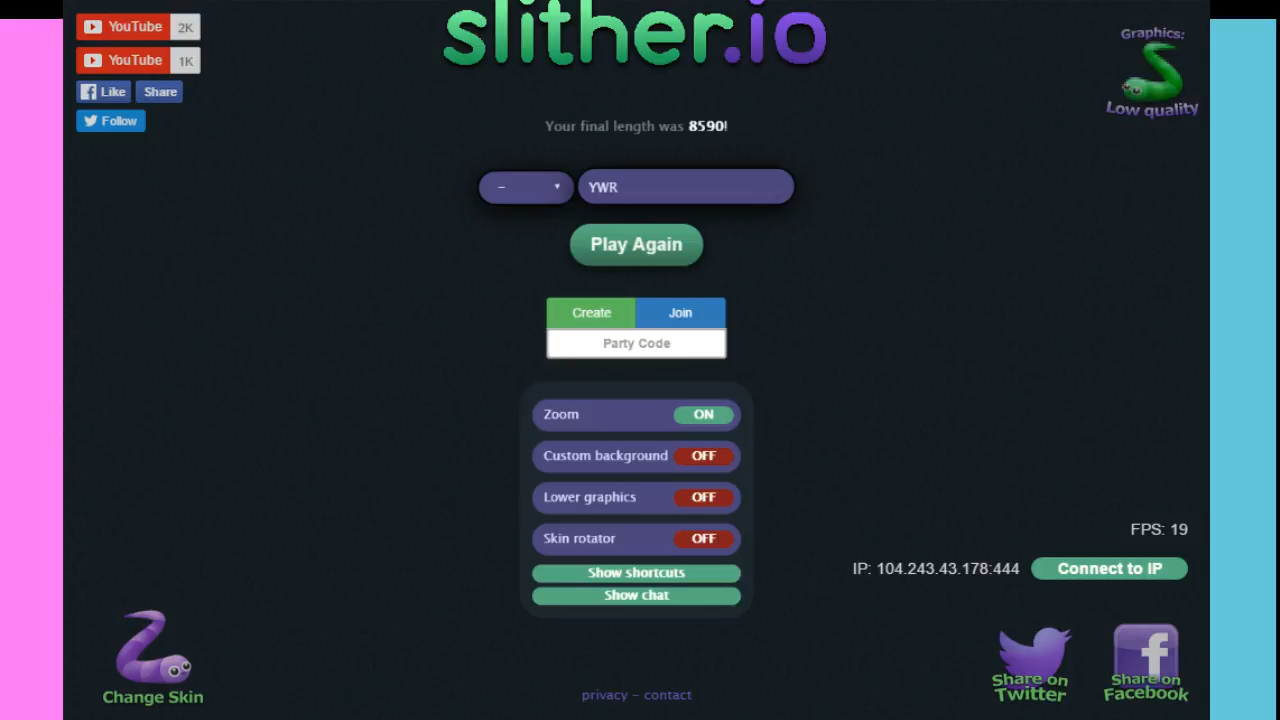 YouTube 2K
YouTube 1K
Like Share
Follow
slither.io
Graphics:
Low quality
Your final length was 8590!
– YWR
Play Again
Create Join
Party Code
Zoom ON
Custom background OFF
Lower graphics OFF
Skin rotator OFF
Show shortcuts
Show chat
FPS: 19
IP: 104.243.43.178:444 Connect to IP
Change Skin
privacy – contact
Share on
Twitter
Share on
Facebook